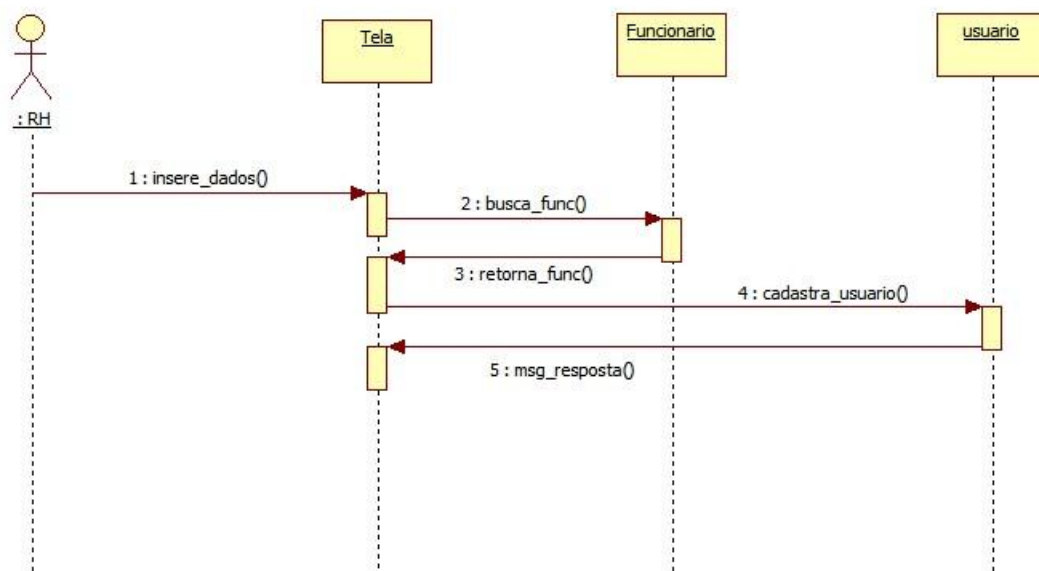 Tela
Funcionario
usuario
: RH
1 : insere_dados()
2 : busca_func()
3 : retorna_func()
4 : cadastra_usuario()
5 : msg_resposta()